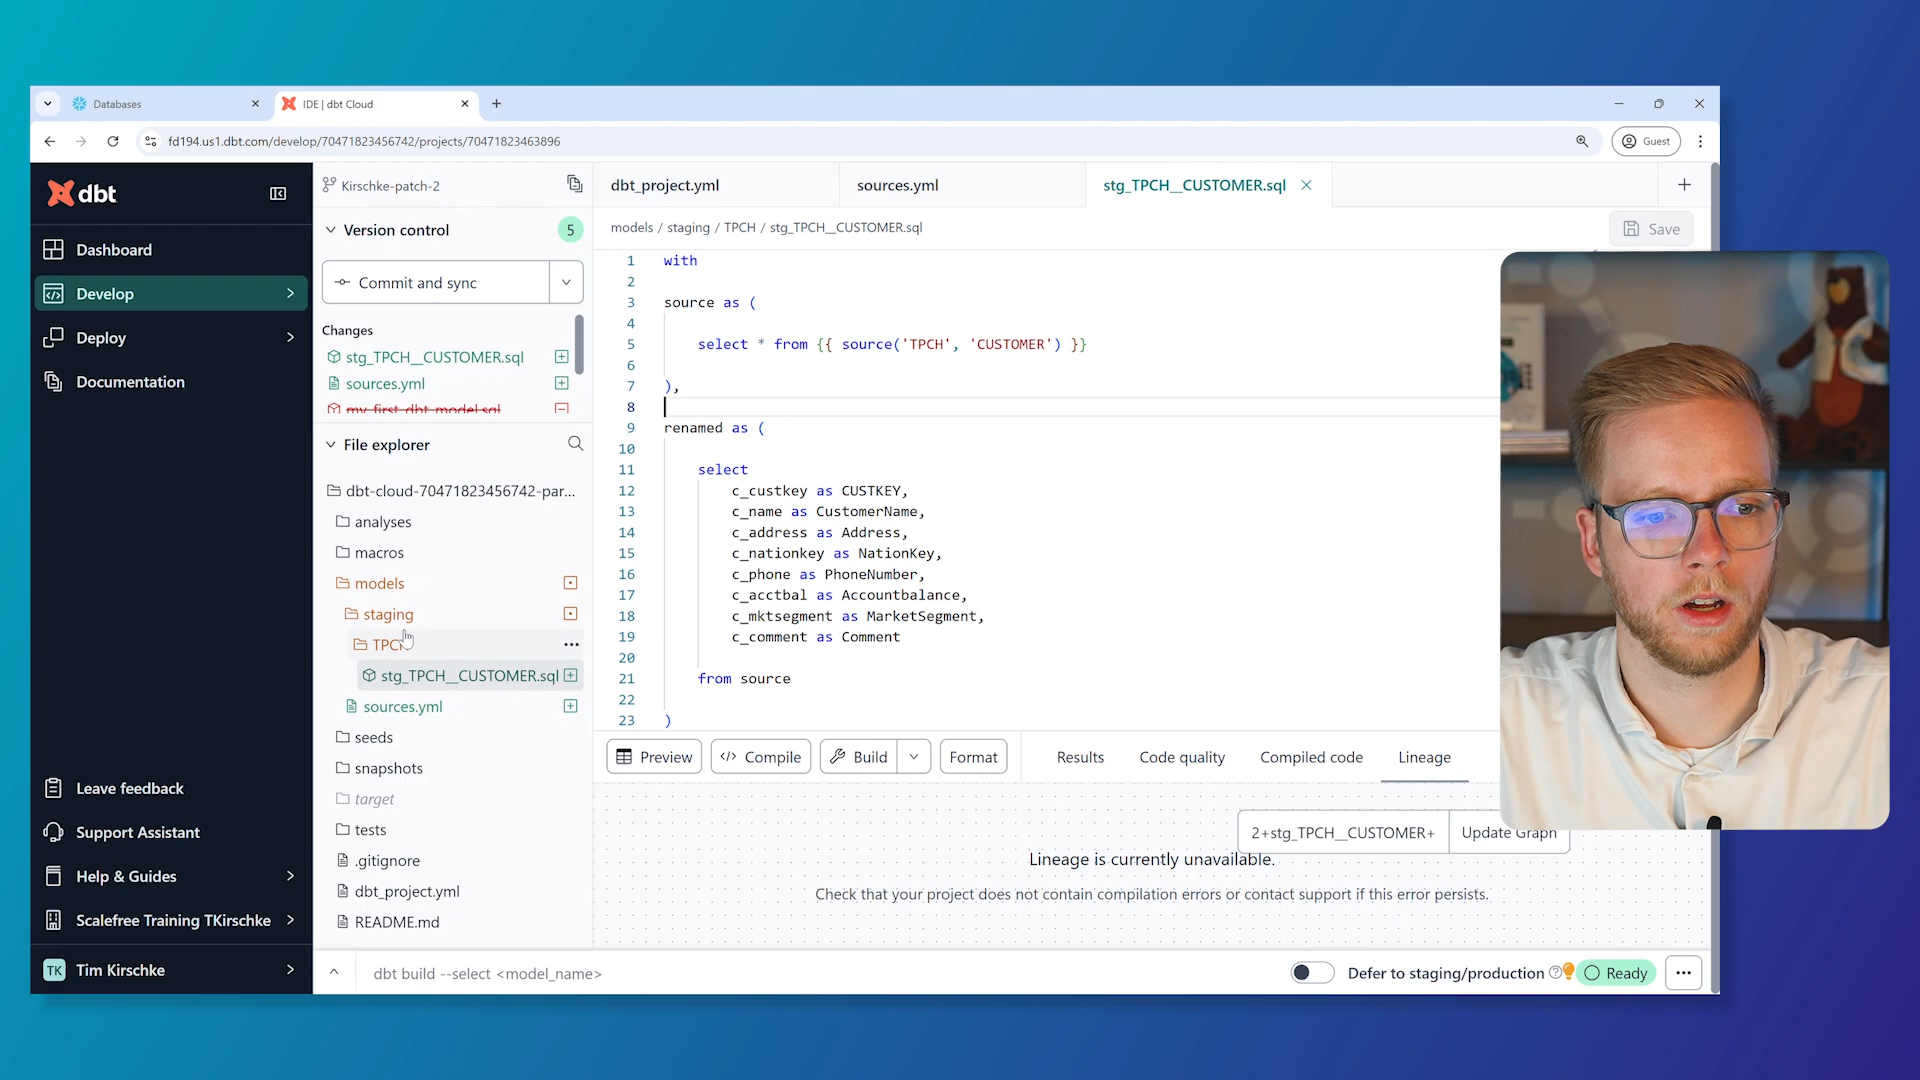 Databases
IDE | dbt Cloud
fd194.us1.dbt.com/develop/70471823456742/projects/70471823463896
Guest
dbt
Dashboard
Develop
Deploy
Documentation
Leave feedback
Support Assistant
Help & Guides
Scalefree Training TKirschke
TK Tim Kirschke
Kirschke-patch-2
Version control 5
Commit and sync
Changes
stg_TPCH__CUSTOMER.sql
sources.yml
my_first_dbt_model.sql
File explorer
dbt-cloud-70471823456742-par...
analyses
macros
models
staging
TPCH
stg_TPCH__CUSTOMER.sql
sources.yml
seeds
snapshots
target
tests
.gitignore
dbt_project.yml
README.md
dbt_project.yml
sources.yml
stg_TPCH__CUSTOMER.sql
models / staging / TPCH / stg_TPCH__CUSTOMER.sql
Save
1 with
2
3 source as (
4
5 select * from {{ source('TPCH', 'CUSTOMER') }}
6
7 ),
8
9 renamed as (
10
11 select
12 c_custkey as CUSTKEY,
13 c_name as CustomerName,
14 c_address as Address,
15 c_nationkey as NationKey,
16 c_phone as PhoneNumber,
17 c_acctbal as Accountbalance,
18 c_mktsegment as MarketSegment,
19 c_comment as Comment
20
21 from source
22
23 )
Preview
Compile
Build
Format
Results
Code quality
Compiled code
Lineage
2+stg_TPCH__CUSTOMER+
Update Graph
Lineage is currently unavailable.
Check that your project does not contain compilation errors or contact support if this error persists.
dbt build --select <model_name>
Defer to staging/production
Ready